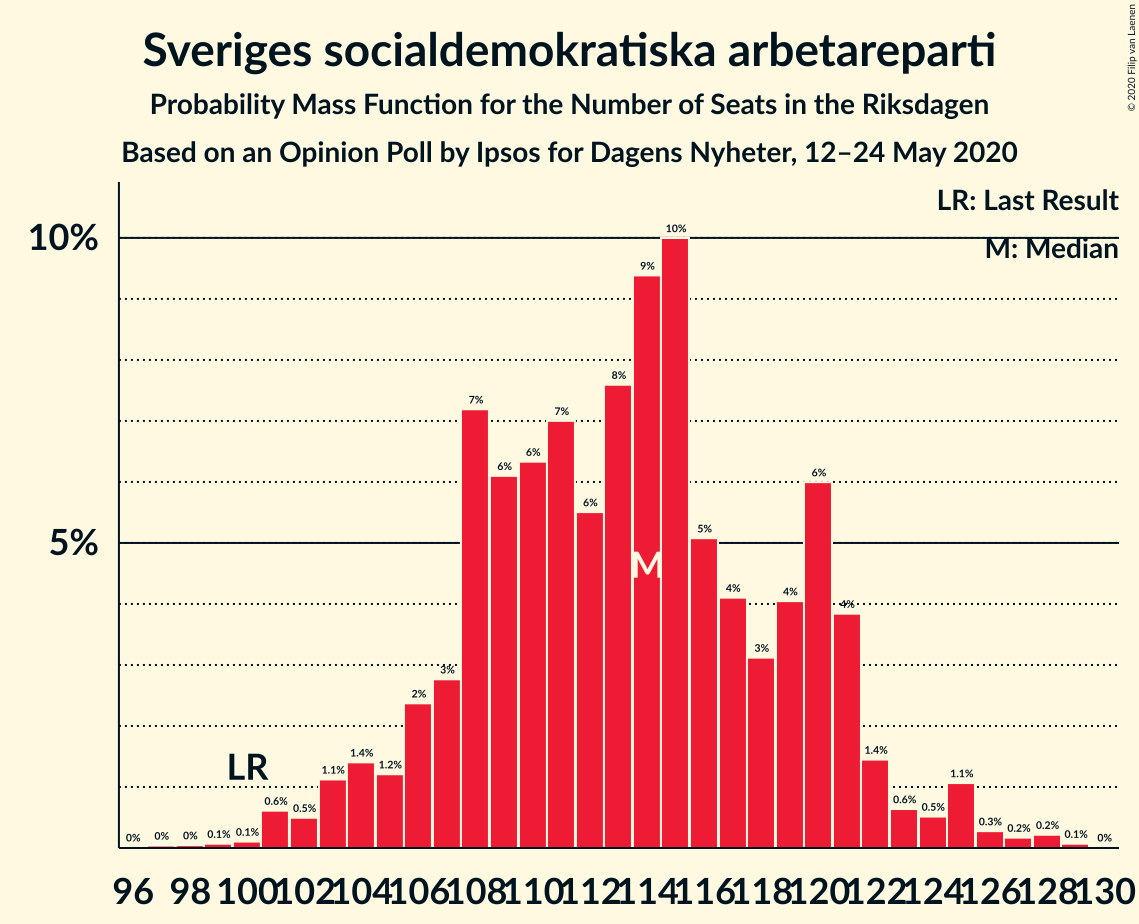 Sveriges socialdemokratiska arbetareparti
Probability Mass Function for the Number of Seats in the Riksdagen
Based on an Opinion Poll by Ipsos for Dagens Nyheter, 12–24 May 2020
© 2020 Filip van Laenen
LR: Last Result
M: Median
10%
5%
0% 0% 0% 0.1% 0.1% 0.6% 0.5% 1.1% 1.4% 1.2% 2% 3% 7% 6% 6% 7% 6% 8% 9% 10% 5% 4% 3% 4% 6% 4% 1.4% 0.6% 0.5% 1.1% 0.3% 0.2% 0.2% 0.1% 0%
LR
M
96 98 100 102 104 106 108 110 112 114 116 118 120 122 124 126 128 130